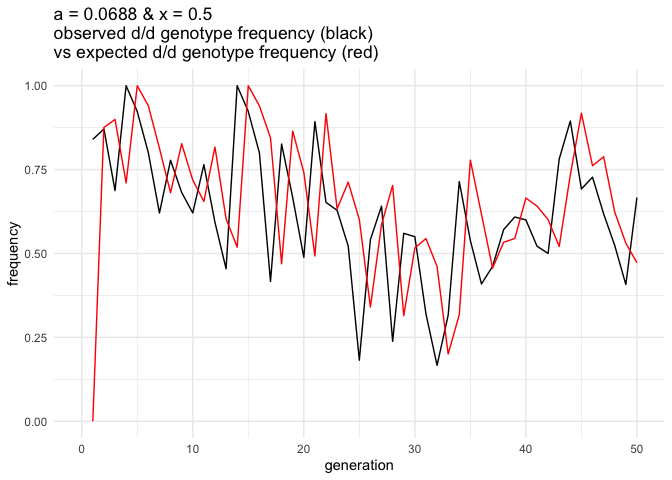 a = 0.0688 & x = 0.5
observed d/d genotype frequency (black)
vs expected d/d genotype frequency (red)
1.00
0.75
0.50
0.25
0.00
frequency
0 10 20 30 40 50
generation